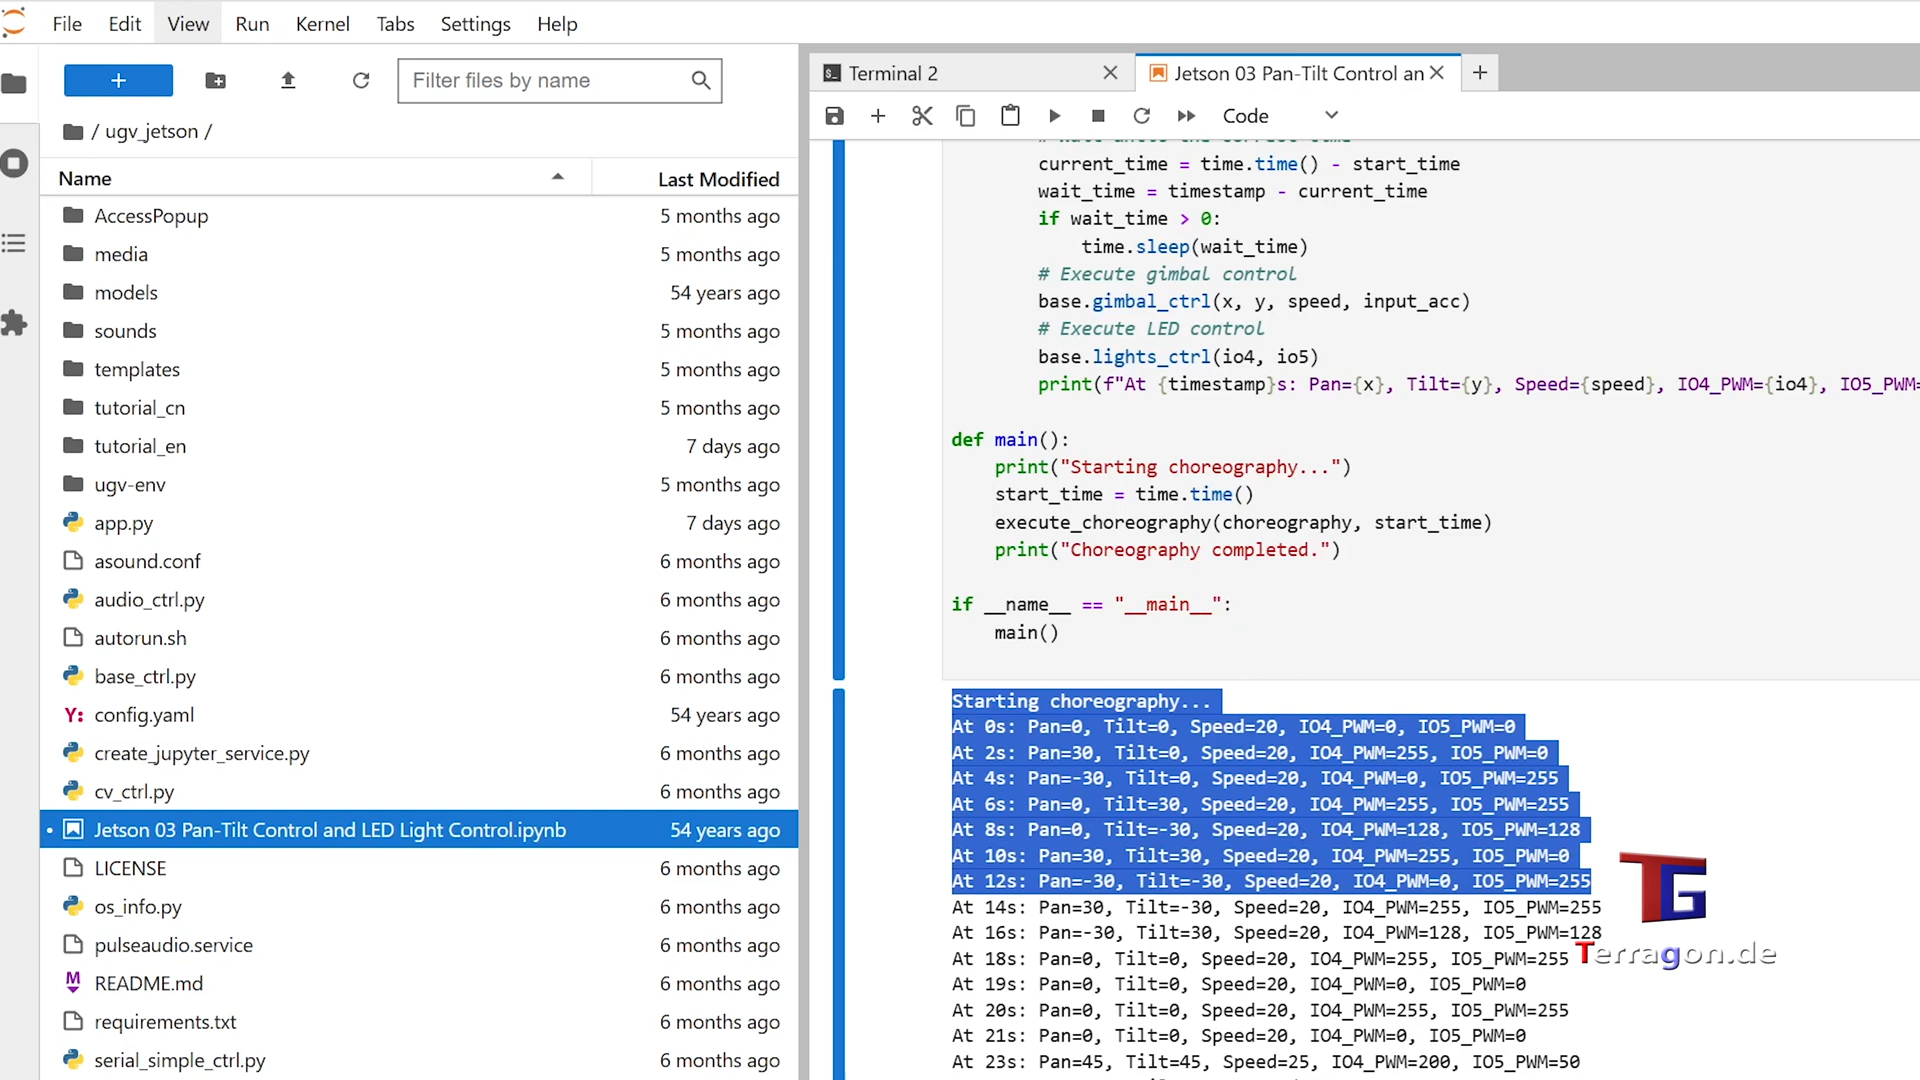 File Edit View Run Kernel Tabs Settings Help
Filter files by name
/ ugv_jetson /
Name Last Modified
AccessPopup 5 months ago
media 5 months ago
models 54 years ago
sounds 5 months ago
templates 5 months ago
tutorial_cn 5 months ago
tutorial_en 7 days ago
ugv-env 5 months ago
app.py 7 days ago
asound.conf 6 months ago
audio_ctrl.py 6 months ago
autorun.sh 6 months ago
base_ctrl.py 6 months ago
Y: config.yaml 54 years ago
create_jupyter_service.py 6 months ago
cv_ctrl.py 6 months ago
Jetson 03 Pan-Tilt Control and LED Light Control.ipynb 54 years ago
LICENSE 6 months ago
os_info.py 6 months ago
pulseaudio.service 6 months ago
README.md 6 months ago
requirements.txt 6 months ago
serial_simple_ctrl.py 6 months ago
Terminal 2
Jetson 03 Pan-Tilt Control an
Code
current_time = time.time() - start_time
wait_time = timestamp - current_time
if wait_time > 0:
time.sleep(wait_time)
# Execute gimbal control
base.gimbal_ctrl(x, y, speed, input_acc)
# Execute LED control
base.lights_ctrl(io4, io5)
print(f"At {timestamp}s: Pan={x}, Tilt={y}, Speed={speed}, IO4_PWM={io4}, IO5_PWM=
def main():
print("Starting choreography...")
start_time = time.time()
execute_choreography(choreography, start_time)
print("Choreography completed.")
if __name__ == "__main__":
main()
Starting choreography...
At 0s: Pan=0, Tilt=0, Speed=20, IO4_PWM=0, IO5_PWM=0
At 2s: Pan=30, Tilt=0, Speed=20, IO4_PWM=255, IO5_PWM=0
At 4s: Pan=-30, Tilt=0, Speed=20, IO4_PWM=0, IO5_PWM=255
At 6s: Pan=0, Tilt=30, Speed=20, IO4_PWM=255, IO5_PWM=255
At 8s: Pan=0, Tilt=-30, Speed=20, IO4_PWM=128, IO5_PWM=128
At 10s: Pan=30, Tilt=30, Speed=20, IO4_PWM=255, IO5_PWM=0
At 12s: Pan=-30, Tilt=-30, Speed=20, IO4_PWM=0, IO5_PWM=255
At 14s: Pan=30, Tilt=-30, Speed=20, IO4_PWM=255, IO5_PWM=255
At 16s: Pan=-30, Tilt=30, Speed=20, IO4_PWM=128, IO5_PWM=128
At 18s: Pan=0, Tilt=0, Speed=20, IO4_PWM=255, IO5_PWM=255
At 19s: Pan=0, Tilt=0, Speed=20, IO4_PWM=0, IO5_PWM=0
At 20s: Pan=0, Tilt=0, Speed=20, IO4_PWM=255, IO5_PWM=255
At 21s: Pan=0, Tilt=0, Speed=20, IO4_PWM=0, IO5_PWM=0
At 23s: Pan=45, Tilt=45, Speed=25, IO4_PWM=200, IO5_PWM=50
TG
Terragon.de